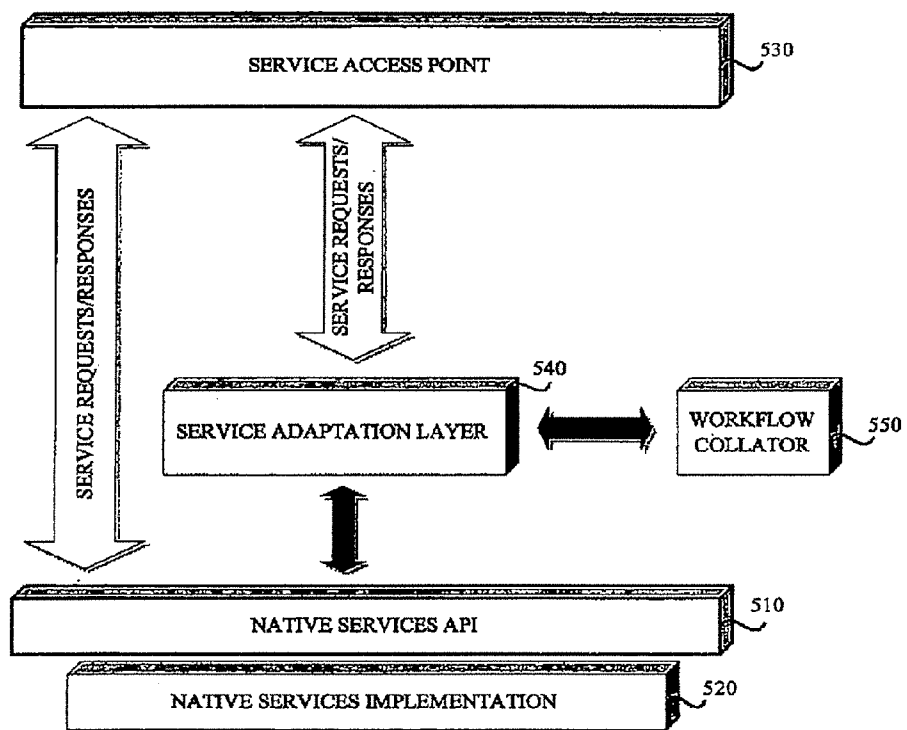 SERVICE ACCESS POINT
530
SERVICE REQUESTS/RESPONSES
SERVICE REQUESTS/
RESPONSES
540
SERVICE ADAPTATION LAYER
WORKFLOW
COLLATOR
550
510
NATIVE SERVICES API
520
NATIVE SERVICES IMPLEMENTATION